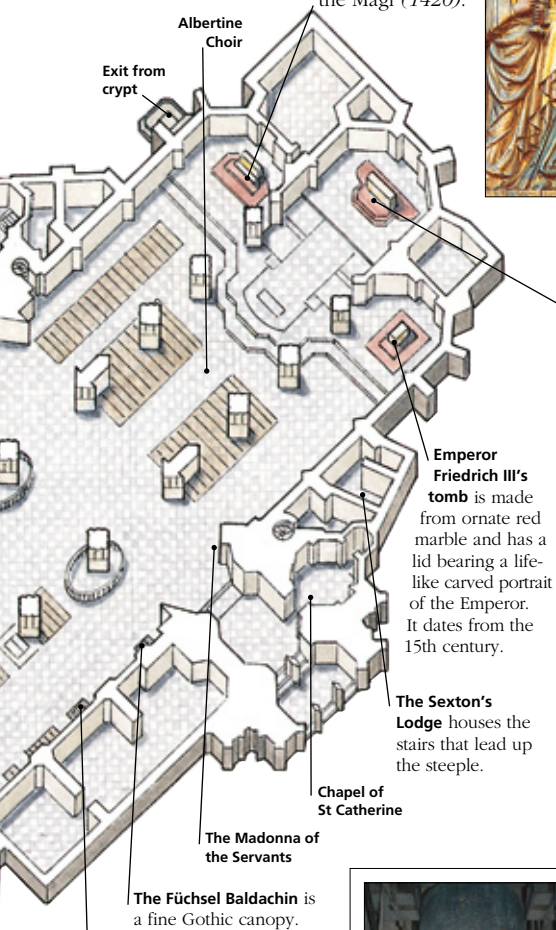 the Magi (1420).
Albertine
Choir
Exit from
crypt
Emperor
Friedrich III's
tomb is made
from ornate red
marble and has a
lid bearing a life-
like carved portrait
of the Emperor.
It dates from the
15th century.
The Sexton's
Lodge houses the
stairs that lead up
the steeple.
Chapel of
St Catherine
The Madonna of
the Servants
The Füchsel Baldachin is
a fine Gothic canopy.